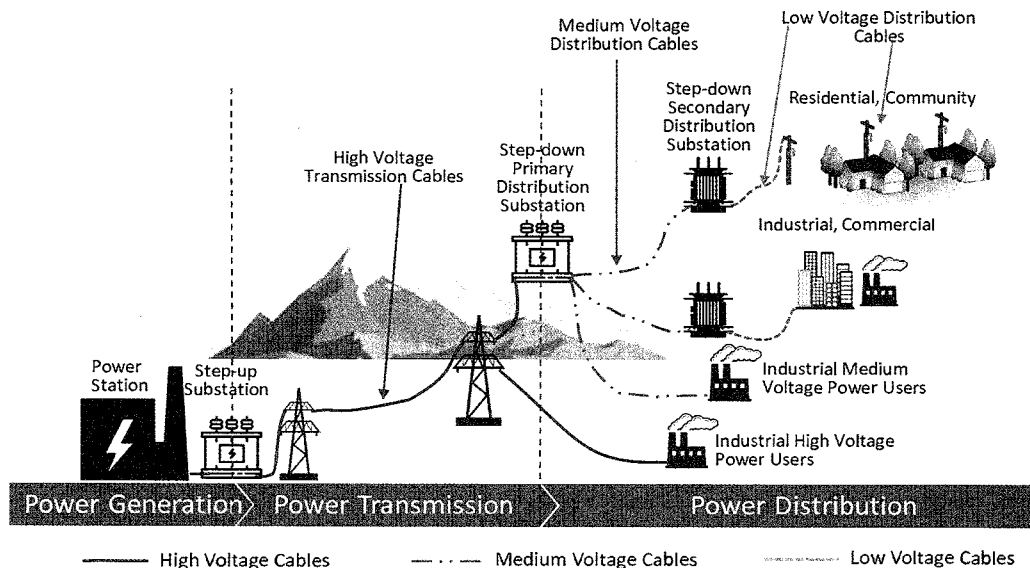 Medium Voltage
Distribution Cables
Low Voltage Distribution
Cables
Step-down
Secondary
Distribution
Substation
Residential, Community
High Voltage
Transmission Cables
Step-down
Primary
Distribution
Substation
Industrial, Commercial
Power
Station
Step-up
Substation
Industrial Medium
Voltage Power Users
Industrial High Voltage
Power Users
Power Generation
Power Transmission
Power Distribution
High Voltage Cables
Medium Voltage Cables
Low Voltage Cables